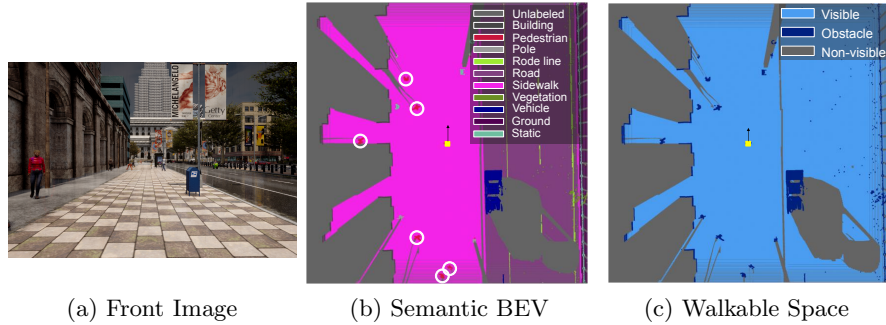 MICHELANGELO
Getty
Unlabeled
Building
Pedestrian
Pole
Rode line
Road
Sidewalk
Vegetation
Vehicle
Ground
Static
Visible
Obstacle
Non-visible
(a) Front Image
(b) Semantic BEV
(c) Walkable Space